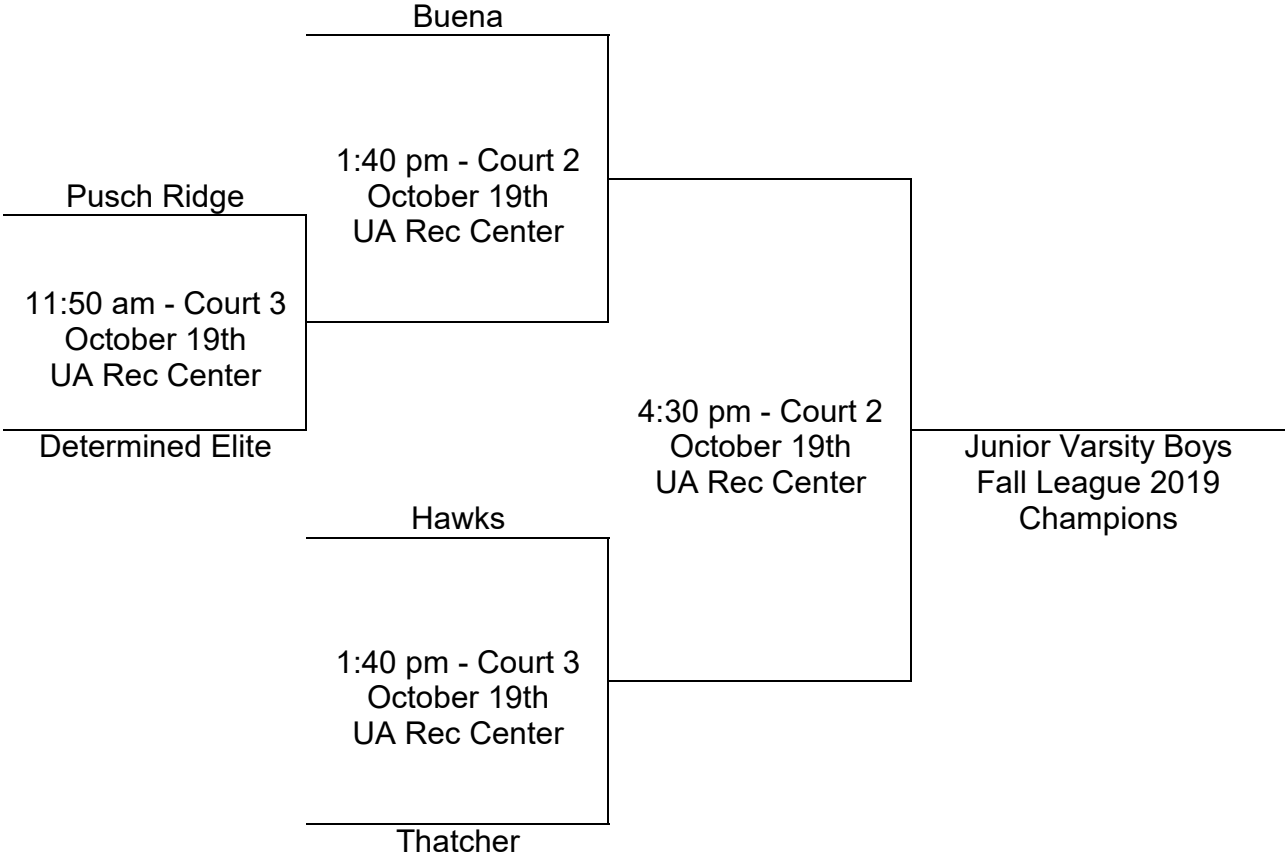 Buena
1:40 pm - Court 2
October 19th
UA Rec Center
Pusch Ridge
11:50 am - Court 3
October 19th
UA Rec Center
Determined Elite
4:30 pm - Court 2
October 19th
UA Rec Center
Junior Varsity Boys
Fall League 2019
Champions
Hawks
1:40 pm - Court 3
October 19th
UA Rec Center
Thatcher